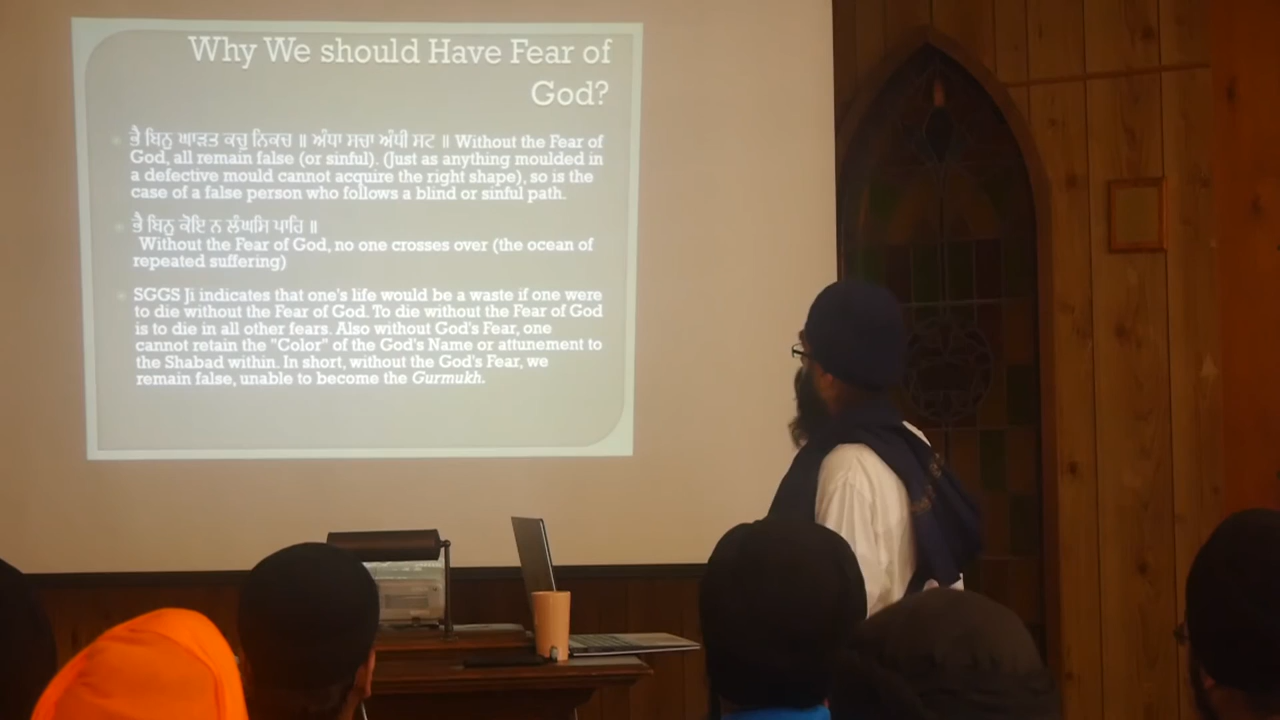 Why We should Have Fear of
God?
ਭੈ ਬਿਨੁ ਘਾੜਤ ਕਚੁ ਨਿਕਚ ॥ ਅੰਧਾ ਸਚਾ ਅੰਧੀ ਸਟ ॥ Without the Fear of
God, all remain false (or sinful). (Just as anything moulded in
a defective mould cannot acquire the right shape), so is the
case of a false person who follows a blind or sinful path.
ਭੈ ਬਿਨੁ ਕੋਇ ਨ ਲੰਘਸਿ ਪਾਰਿ ॥
Without the Fear of God, no one crosses over (the ocean of
repeated suffering)
SGGS Ji indicates that one's life would be a waste if one were
to die without the Fear of God. To die without the Fear of God
is to die in all other fears. Also without God's Fear, one
cannot retain the "Color" of the God's Name or attunement to
the Shabad within. In short, without the God's Fear, we
remain false, unable to become the Gurmukh.